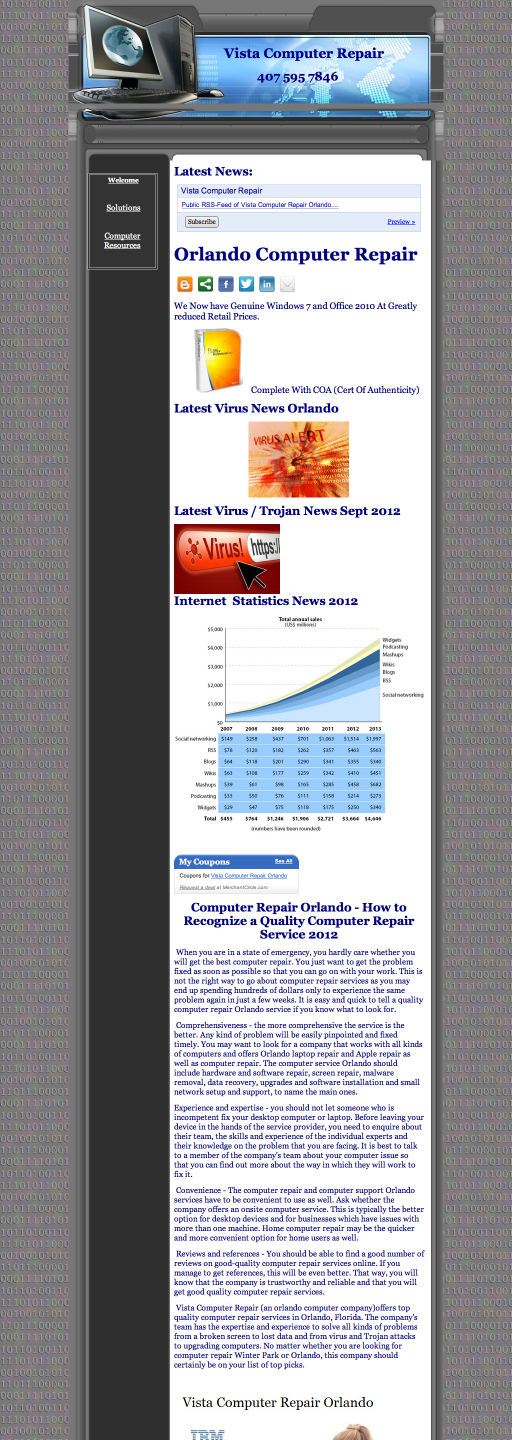 Vista Computer Repair
407 595 7846
Welcome
Solutions
Computer
Resources
Latest News:
Vista Computer Repair
Public RSS-Feed of Vista Computer Repair Orlando....
Subscribe
Preview »
Orlando Computer Repair
We Now have Genuine Windows 7 and Office 2010 At Greatly
reduced Retail Prices.
Complete With COA (Cert Of Authenticity)
Latest Virus News Orlando
VIRUS ALERT
Latest Virus / Trojan News Sept 2012
Virus! https:/
Internet Statistics News 2012
Total annual sales
(US$ millions)
$5,000
$4,000
$3,000
$2,000
$1,000
$0
Widgets
Podcasting
Mashups
Wikis
Blogs
RSS
Social networking
2007 2008 2009 2010 2011 2012 2013
Social networking $149 $258 $437 $701 $1,063 $1,514 $1,997
RSS $78 $120 $182 $262 $357 $463 $563
Blogs $64 $118 $201 $290 $341 $355 $340
Wikis $63 $108 $177 $259 $342 $410 $451
Mashups $39 $61 $98 $165 $285 $458 $682
Podcasting $33 $50 $76 $111 $158 $214 $273
Widgets $29 $47 $75 $118 $175 $250 $340
Total $455 $764 $1,246 $1,906 $2,721 $3,664 $4,646
(numbers have been rounded)
My Coupons
See All
Coupons for Vista Computer Repair Orlando
Request a deal at MerchantCircle.com
Computer Repair Orlando - How to
Recognize a Quality Computer Repair
Service 2012
When you are in a state of emergency, you hardly care whether you
will get the best computer repair. You just want to get the problem
fixed as soon as possible so that you can go on with your work. This is
not the right way to go about computer repair services as you may
end up spending hundreds of dollars only to experience the same
problem again in just a few weeks. It is easy and quick to tell a quality
computer repair Orlando service if you know what to look for.
Comprehensiveness - the more comprehensive the service is the
better. Any kind of problem will be easily pinpointed and fixed
timely. You may want to look for a company that works with all kinds
of computers and offers Orlando laptop repair and Apple repair as
well as computer repair. The computer service Orlando should
include hardware and software repair, screen repair, malware
removal, data recovery, upgrades and software installation and small
network setup and support, to name the main ones.
Experience and expertise - you should not let someone who is
incompetent fix your desktop computer or laptop. Before leaving your
device in the hands of the service provider, you need to enquire about
their team, the skills and experience of the individual experts and
their knowledge on the problem that you are facing. It is best to talk
to a member of the company's team about your computer issue so
that you can find out more about the way in which they will work to
fix it.
Convenience - The computer repair and computer support Orlando
services have to be convenient to use as well. Ask whether the
company offers an onsite computer service. This is typically the better
option for desktop devices and for businesses which have issues with
more than one machine. Home computer repair may be the quicker
and more convenient option for home users as well.
Reviews and references - You should be able to find a good number of
reviews on good-quality computer repair services online. If you
manage to get references, this will be even better. That way, you will
know that the company is trustworthy and reliable and that you will
get good quality computer repair services.
Vista Computer Repair (an orlando computer company)offers top
quality computer repair services in Orlando, Florida. The company's
team has the expertise and experience to solve all kinds of problems
from a broken screen to lost data and from virus and Trojan attacks
to upgrading computers. No matter whether you are looking for
computer repair Winter Park or Orlando, this company should
certainly be on your list of top picks.
Vista Computer Repair Orlando
IBM